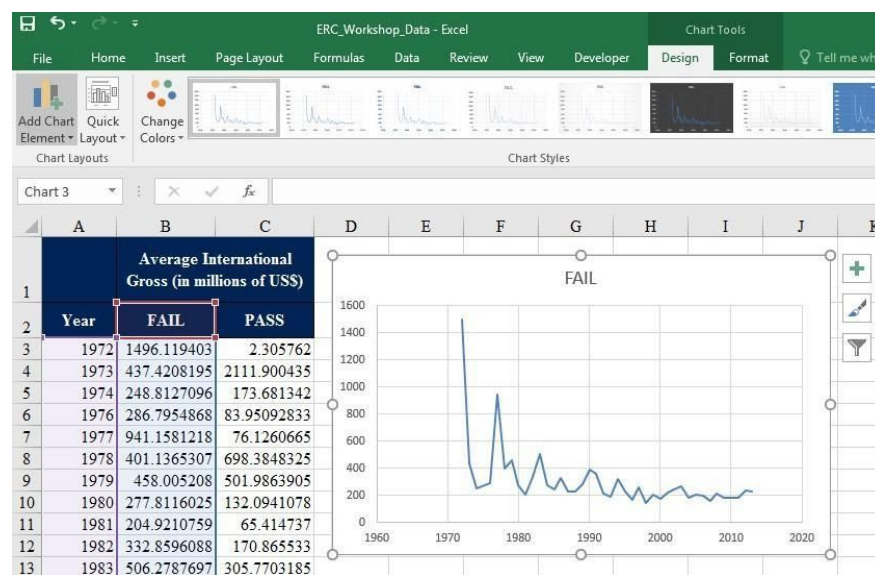 ERC_Workshop_Data - Excel
Chart Tools
File Home Insert Page Layout Formulas Data Review View Developer Design Format Tell me
Add Chart Element
Quick Layout
Change Colors
Chart Layouts
Chart Styles
Chart 3
fx
A B C D E F G H I J
1 Average International
Gross (in millions of US$)
2 Year FAIL PASS
3 1972 1496.119403 2.305762
4 1973 437.4208195 2111.900435
5 1974 248.8127096 173.681342
6 1976 286.7954868 83.95092833
7 1977 941.1581218 76.1260665
8 1978 401.1365307 698.3848325
9 1979 458.005208 501.9863905
10 1980 277.8116025 132.0941078
11 1981 204.9210759 65.414737
12 1982 332.8596088 170.865533
13 1983 506.2787697 305.7703185
FAIL
1600
1400
1200
1000
800
600
400
200
0
1960 1970 1980 1990 2000 2010 2020